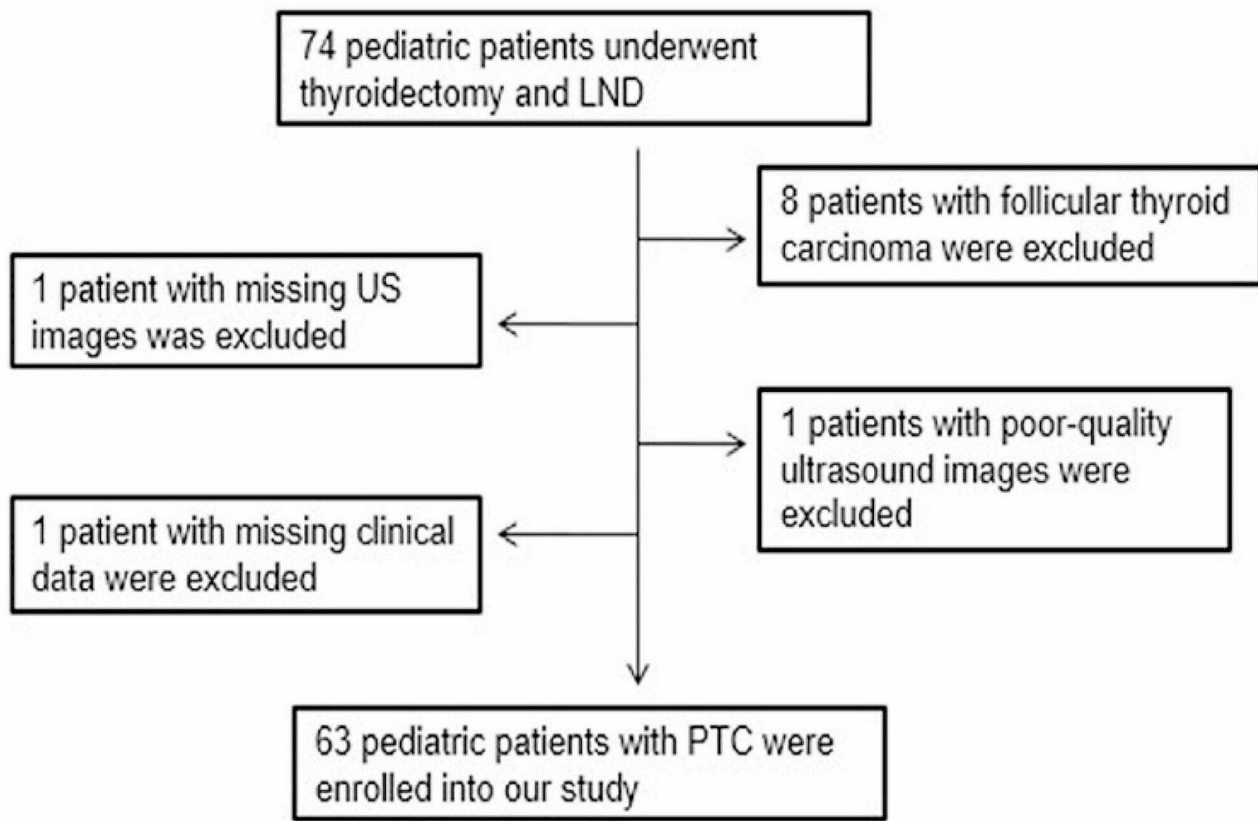 74 pediatric patients underwent
thyroidectomy and LND
8 patients with follicular thyroid
carcinoma were excluded
1 patient with missing US
images was excluded
1 patients with poor-quality
ultrasound images were
excluded
1 patient with missing clinical
data were excluded
63 pediatric patients with PTC were
enrolled into our study